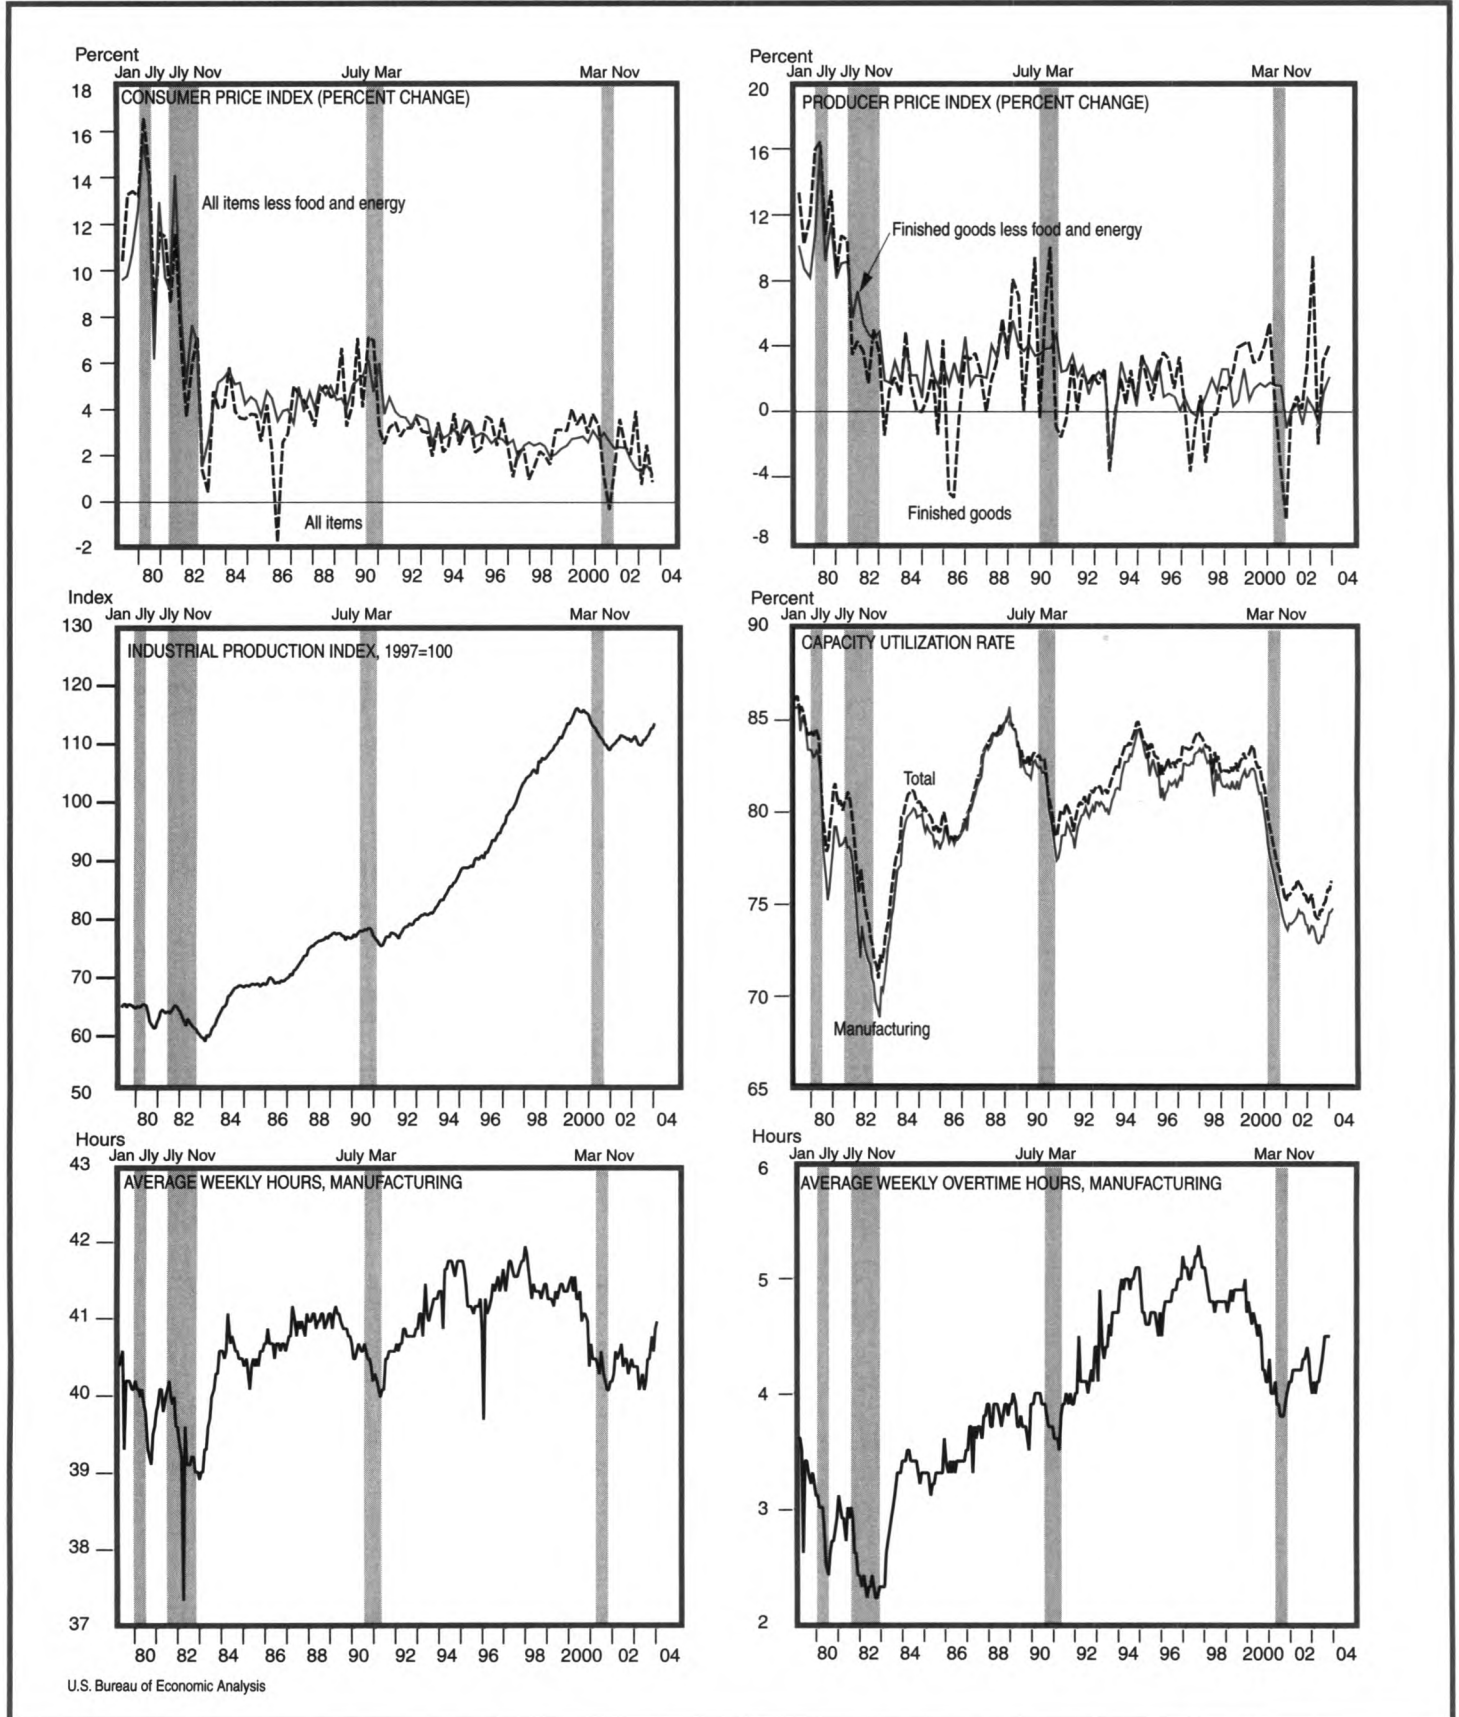 Percent
Jan Jly Jly Nov July Mar Mar Nov
CONSUMER PRICE INDEX (PERCENT CHANGE)
18
16
14
12
10
8
6
4
2
0
-2
All items less food and energy
All items
80 82 84 86 88 90 92 94 96 98 2000 02 04
Percent
Jan Jly Jly Nov July Mar Mar Nov
PRODUCER PRICE INDEX (PERCENT CHANGE)
20
16
12
8
4
0
-4
-8
Finished goods less food and energy
Finished goods
80 82 84 86 88 90 92 94 96 98 2000 02 04
Index
Jan Jly Jly Nov July Mar Mar Nov
INDUSTRIAL PRODUCTION INDEX, 1997=100
130
120
110
100
90
80
70
60
50
80 82 84 86 88 90 92 94 96 98 2000 02 04
Percent
Jan Jly Jly Nov July Mar Mar Nov
CAPACITY UTILIZATION RATE
90
85
80
75
70
65
Total
Manufacturing
80 82 84 86 88 90 92 94 96 98 2000 02 04
Hours
Jan Jly Jly Nov July Mar Mar Nov
AVERAGE WEEKLY HOURS, MANUFACTURING
43
42
41
40
39
38
37
80 82 84 86 88 90 92 94 96 98 2000 02 04
Hours
Jan Jly Jly Nov July Mar Mar Nov
AVERAGE WEEKLY OVERTIME HOURS, MANUFACTURING
6
5
4
3
2
80 82 84 86 88 90 92 94 96 98 2000 02 04
U.S. Bureau of Economic Analysis